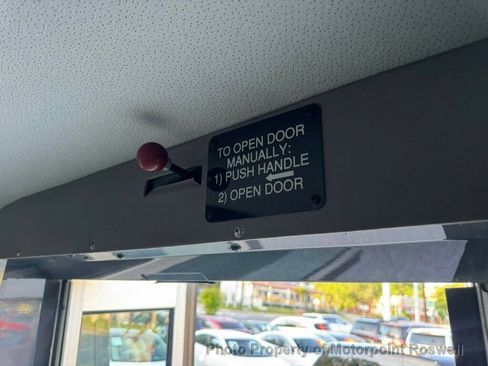 TO OPEN DOOR
MANUALLY:
1) PUSH HANDLE
2) OPEN DOOR
Photo Property of Motorpoint Roswell